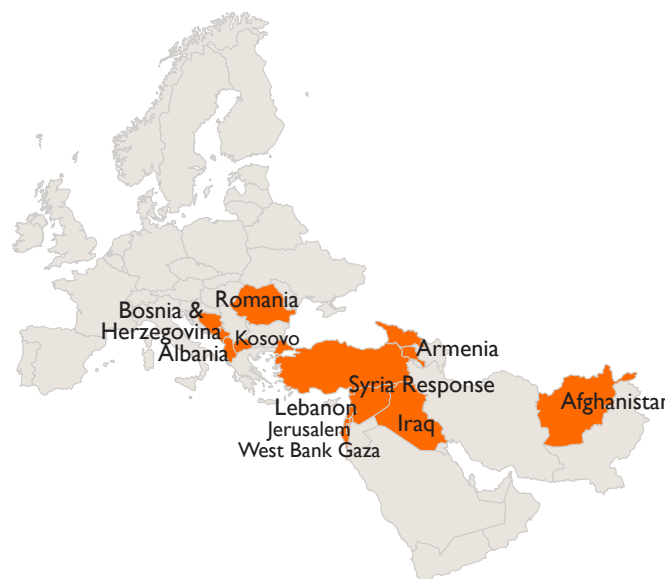 Romania
Bosnia &
Herzegovina
Kosovo
Albania
Armenia
Syria Response
Afghanistan
Lebanon
Iraq
Jerusalem
West Bank Gaza